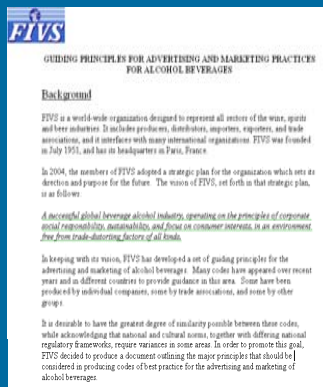 FIVS
GUIDING PRINCIPLES FOR ADVERTISING AND MARKETING PRACTICES
FOR ALCOHOL BEVERAGES
Background
FIVS is a world-wide organization designed to represent all sectors of the wine, spirits
and beer industries. It includes producers, distributors, importers, exporters, and trade
associations, and it interfaces with many international organizations. FIVS was founded
in July 1951, and has its headquarters in Paris, France.
In 2004, the members of FIVS adopted a strategic plan for the organization which sets its
direction and purpose for the future. The vision of FIVS, set forth in that strategic plan,
is as follows:
A successful global beverage alcohol industry, operating on the principles of corporate
social responsibility, sustainability, and focus on consumer interests, in an environment
free from trade-distorting factors of all kinds.
In keeping with its vision, FIVS has developed a set of guiding principles for the
advertising and marketing of alcohol beverages. Many codes have appeared over recent
years and in different countries to provide guidance in this area. Some have been
produced by individual companies, some by trade associations, and some by other
groups.
It is desirable to have the greatest degree of similarity possible between these codes,
while acknowledging that national and cultural norms, together with differing national
regulatory frameworks, require variances in some areas. In order to promote this goal,
FIVS decided to produce a document outlining the major principles that should be
considered in producing codes of best practice for the advertising and marketing of
alcohol beverages.